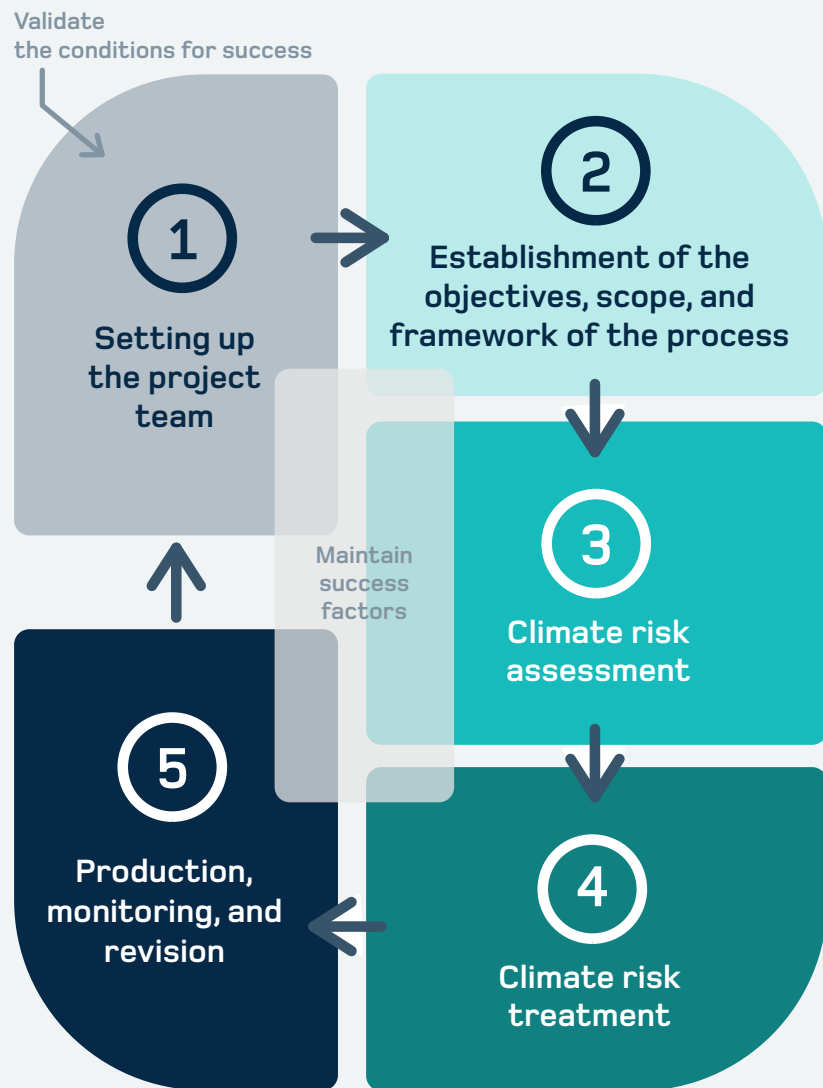 Validate
the conditions for success
1
Setting up
the project
team
2
Establishment of the
objectives, scope, and
framework of the process
Maintain
success
factors
3
Climate risk
assessment
4
Climate risk
treatment
5
Production,
monitoring, and
revision